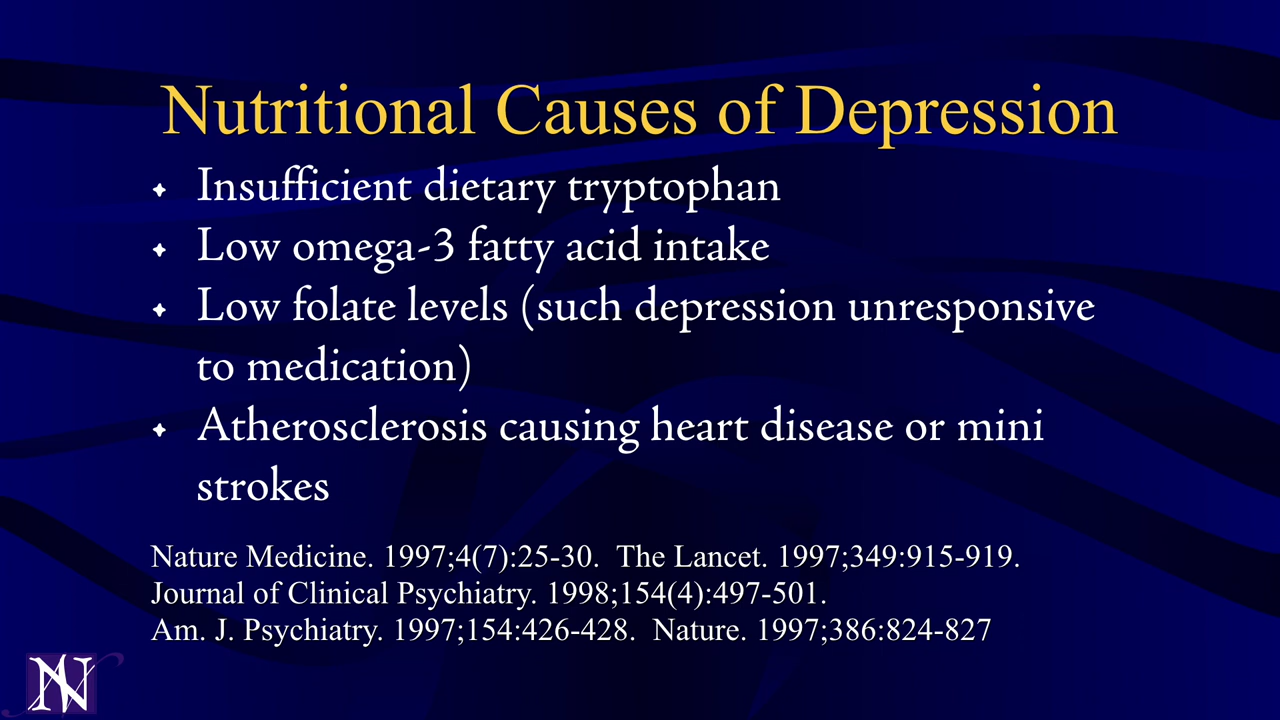 Nutritional Causes of Depression
Insufficient dietary tryptophan
Low omega-3 fatty acid intake
Low folate levels (such depression unresponsive
to medication)
Atherosclerosis causing heart disease or mini
strokes
Nature Medicine. 1997;4(7):25-30.  The Lancet. 1997;349:915-919.
Journal of Clinical Psychiatry. 1998;154(4):497-501.
Am. J. Psychiatry. 1997;154:426-428.  Nature. 1997;386:824-827